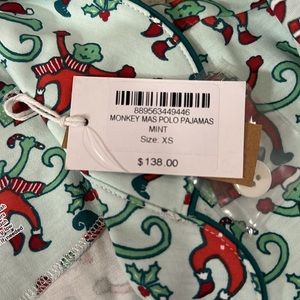 889563449446
MONKEY MAS POLO PAJAMAS
MINT
Size: XS
$138.00